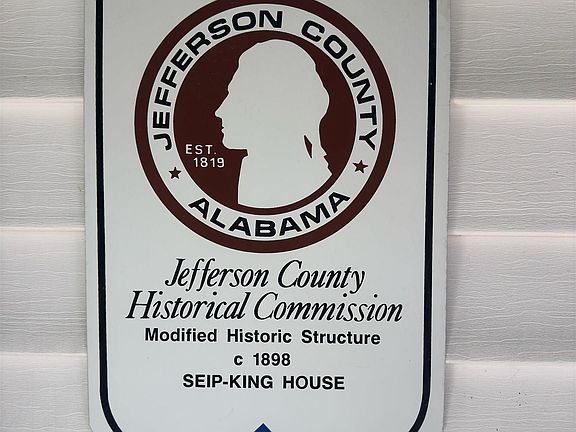 JEFFERSON COUNTY
EST.
1819
ALABAMA
Jefferson County
Historical Commission
Modified Historic Structure
c 1898
SEIP-KING HOUSE